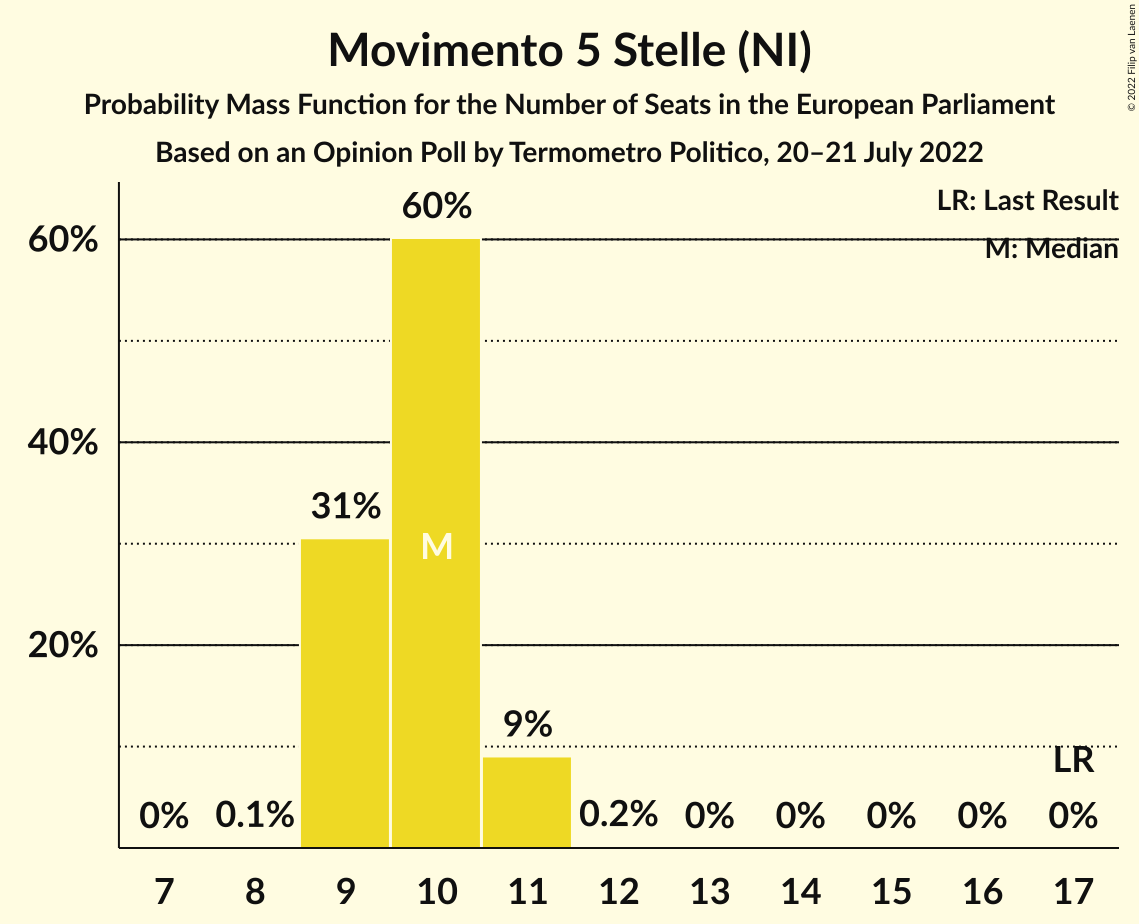 Movimento 5 Stelle (NI)
Probability Mass Function for the Number of Seats in the European Parliament
Based on an Opinion Poll by Termometro Politico, 20–21 July 2022
© 2022 Filip van Laenen
LR: Last Result
M: Median
60%
40%
20%
0%
0.1%
31%
60%
M
9%
0.2%
0%
0%
0%
0%
LR
0%
7 8 9 10 11 12 13 14 15 16 17